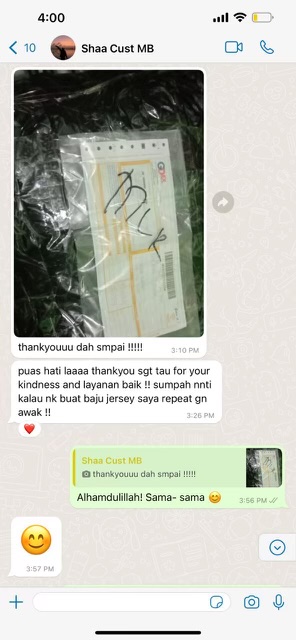 4:00
10
Shaa Cust MB
thankyouuu dah smpai !!!!!
3:10 PM
puas hati laaaa thankyou sgt tau for your
kindness and layanan baik !! sumpah nnti
kalau nk buat baju jersey saya repeat gn
awak !!
3:26 PM
Shaa Cust MB
thankyouuu dah smpai !!!!!
Alhamdulillah! Sama- sama
3:56 PM
3:57 PM